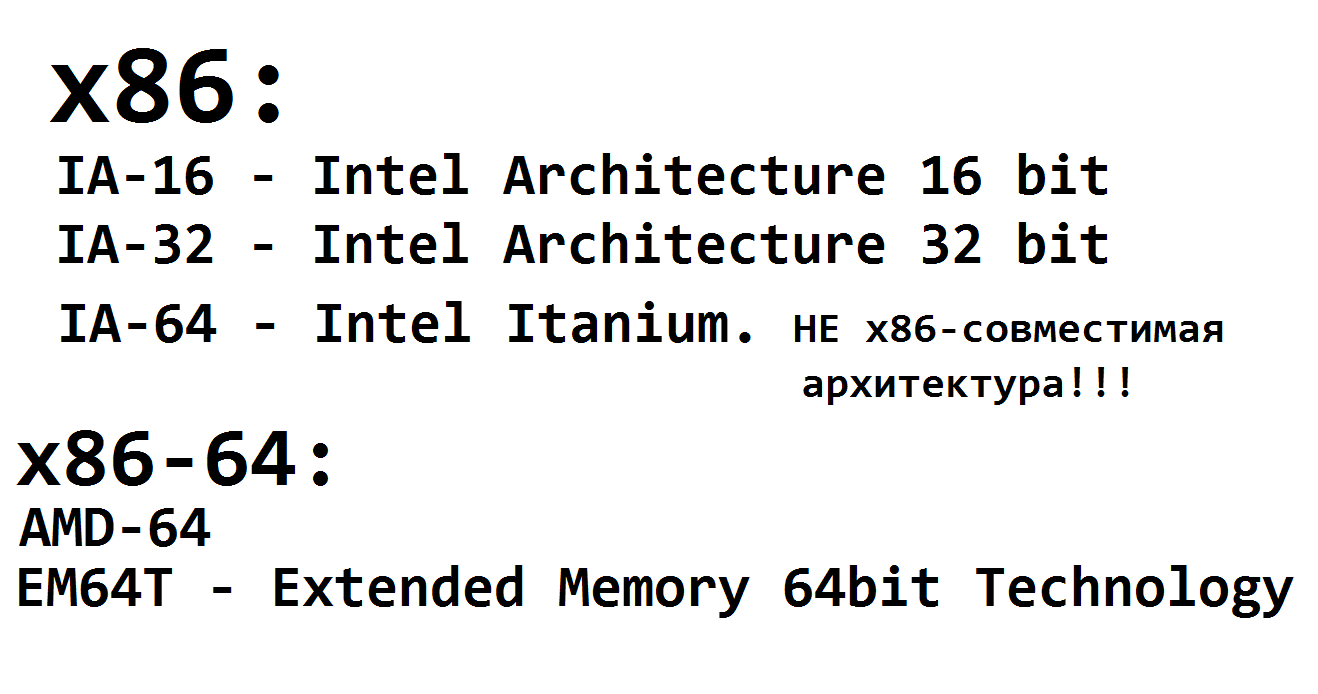 x86:
IA-16 - Intel Architecture 16 bit
IA-32 - Intel Architecture 32 bit
IA-64 - Intel Itanium. НЕ x86-совместимая
архитектура!!!
x86-64:
AMD-64
EM64T - Extended Memory 64bit Technology